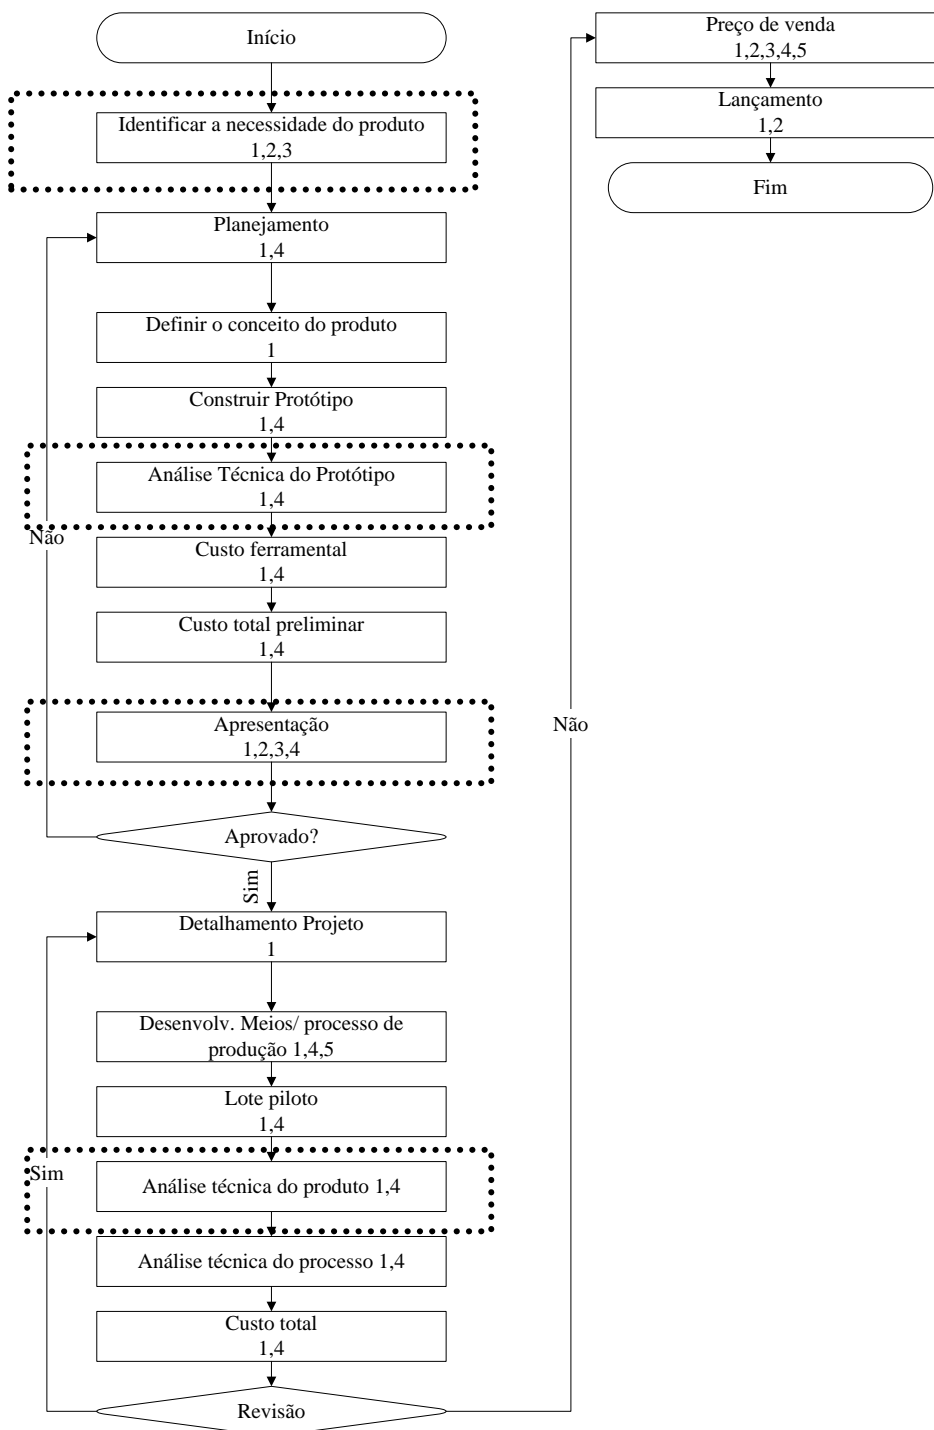 Início
Identificar a necessidade do produto
1,2,3
Planejamento
1,4
Definir o conceito do produto
1
Construir Protótipo
1,4
Análise Técnica do Protótipo
1,4
Não
Custo ferramental
1,4
Custo total preliminar
1,4
Apresentação
1,2,3,4
Aprovado?
Sim
Detalhamento Projeto
1
Desenvolv. Meios/ processo de
produção 1,4,5
Lote piloto
1,4
Sim
Análise técnica do produto 1,4
Análise técnica do processo 1,4
Custo total
1,4
Revisão
Não
Preço de venda
1,2,3,4,5
Lançamento
1,2
Fim